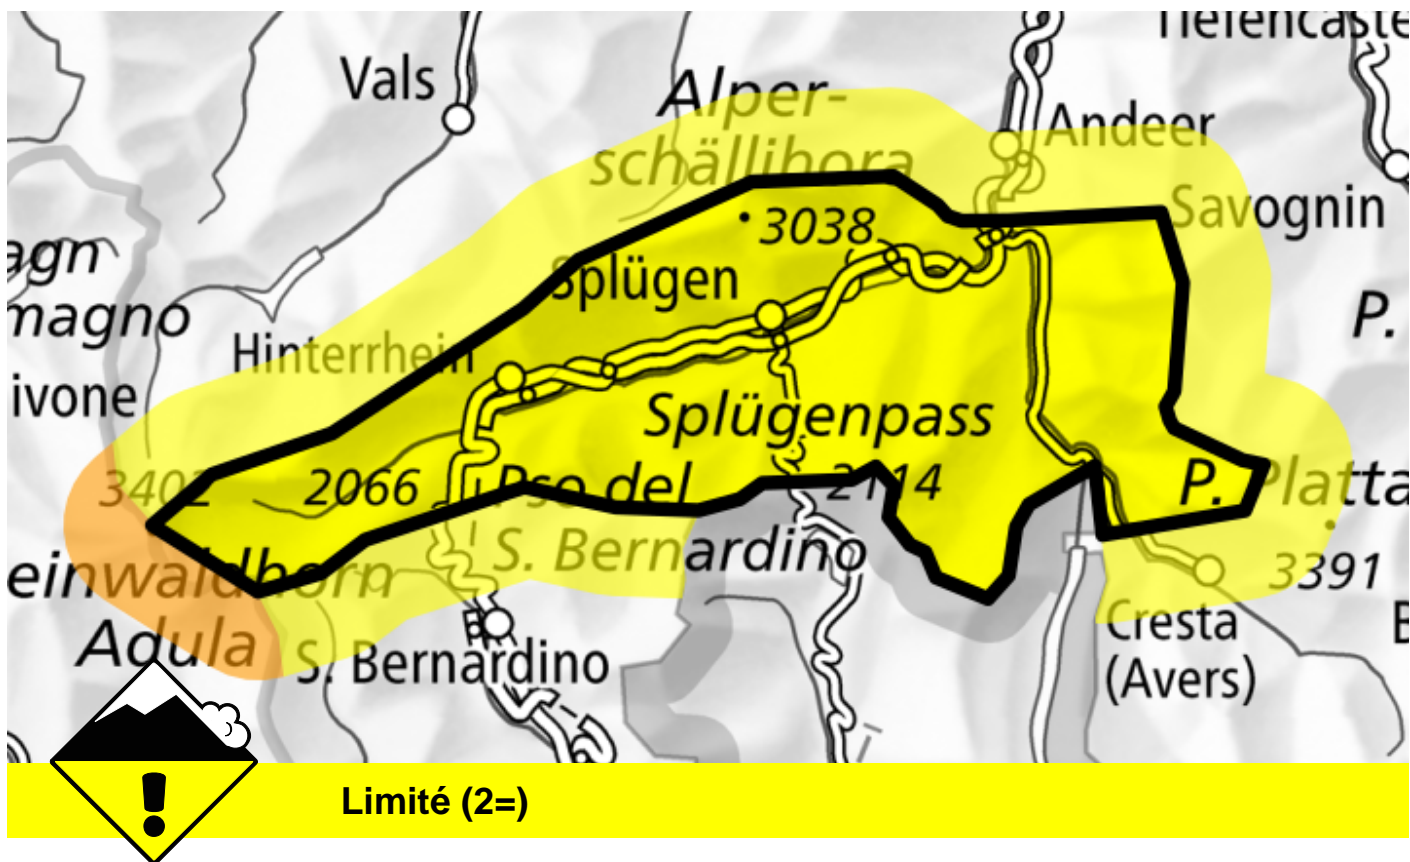 Tiefencaste
Vals
Alper-
schällihora
Andeer
Savognin
3038
agn
magno
Splügen
P.
Hinterrhein
ivone
Splügenpass
3402
2066
Pso del
2114
P. Platta
S. Bernardino
einwaldhorn
3391
Adula
S. Bernardino
Cresta
(Avers)
Limité (2=)